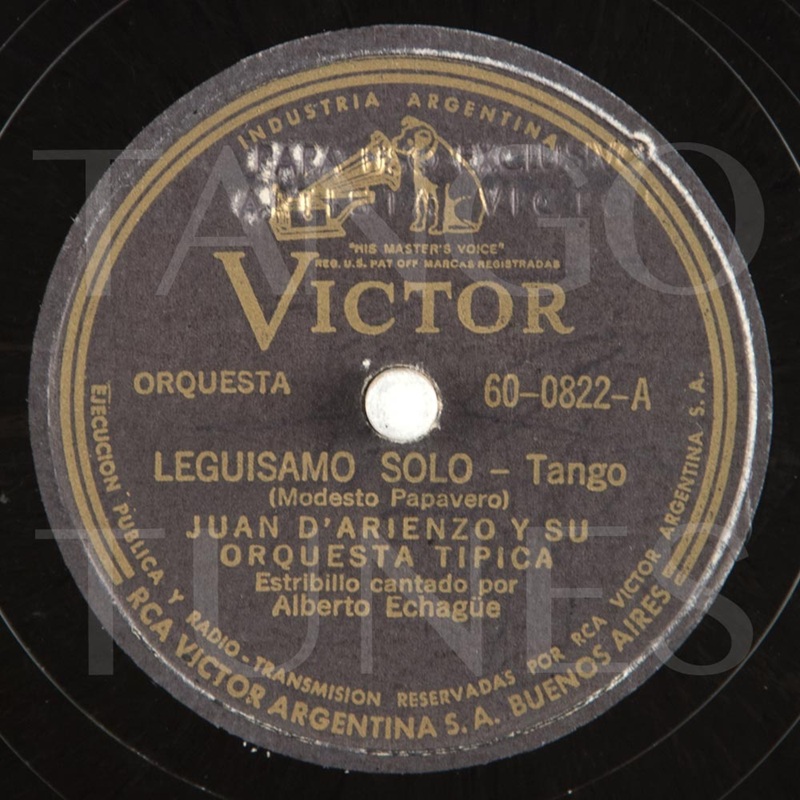 INDUSTRIA ARGENTINA
"HIS MASTER'S VOICE"
REG. U.S. PAT OFF MARCAS REGISTRADAS
VICTOR
ORQUESTA
60-0822-A
LEGUISAMO SOLO - Tango
(Modesto Papavero)
JUAN D'ARIENZO Y SU
ORQUESTA TIPICA
Estribillo cantado por
Alberto Echagüe
EJECUCION PUBLICA Y RADIO-TRANSMISION RESERVADAS POR RCA VICTOR ARGENTINA S. A.
RCA VICTOR ARGENTINA S. A. BUENOS AIRES
TANGO
TUNES